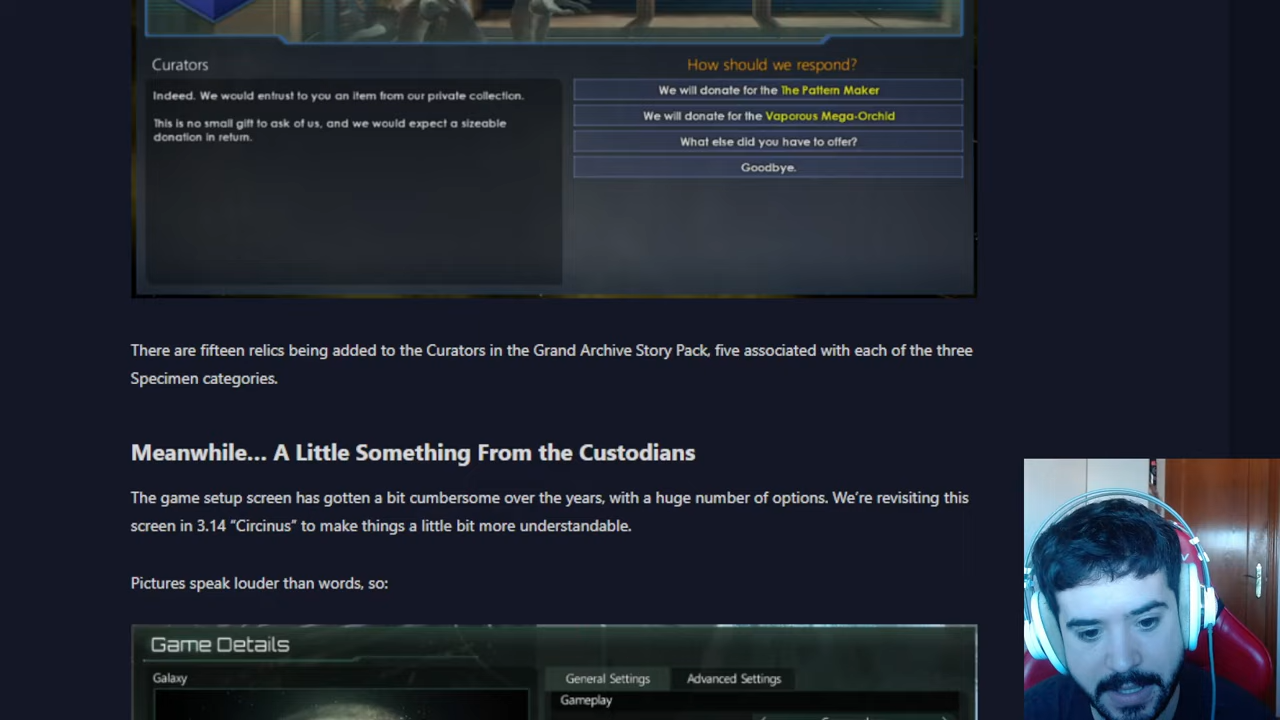 Curators
How should we respond?
Indeed. We would entrust to you an item from our private collection.
This is no small gift to ask of us, and we would expect a sizeable
donation in return.
We will donate for the The Pattern Maker
We will donate for the Vaporous Mega-Orchid
What else did you have to offer?
Goodbye.
There are fifteen relics being added to the Curators in the Grand Archive Story Pack, five associated with each of the three
Specimen categories.
Meanwhile… A Little Something From the Custodians
The game setup screen has gotten a bit cumbersome over the years, with a huge number of options. We’re revisiting this
screen in 3.14 “Circinus” to make things a little bit more understandable.
Pictures speak louder than words, so:
Game Details
Galaxy
General Settings
Advanced Settings
Gameplay